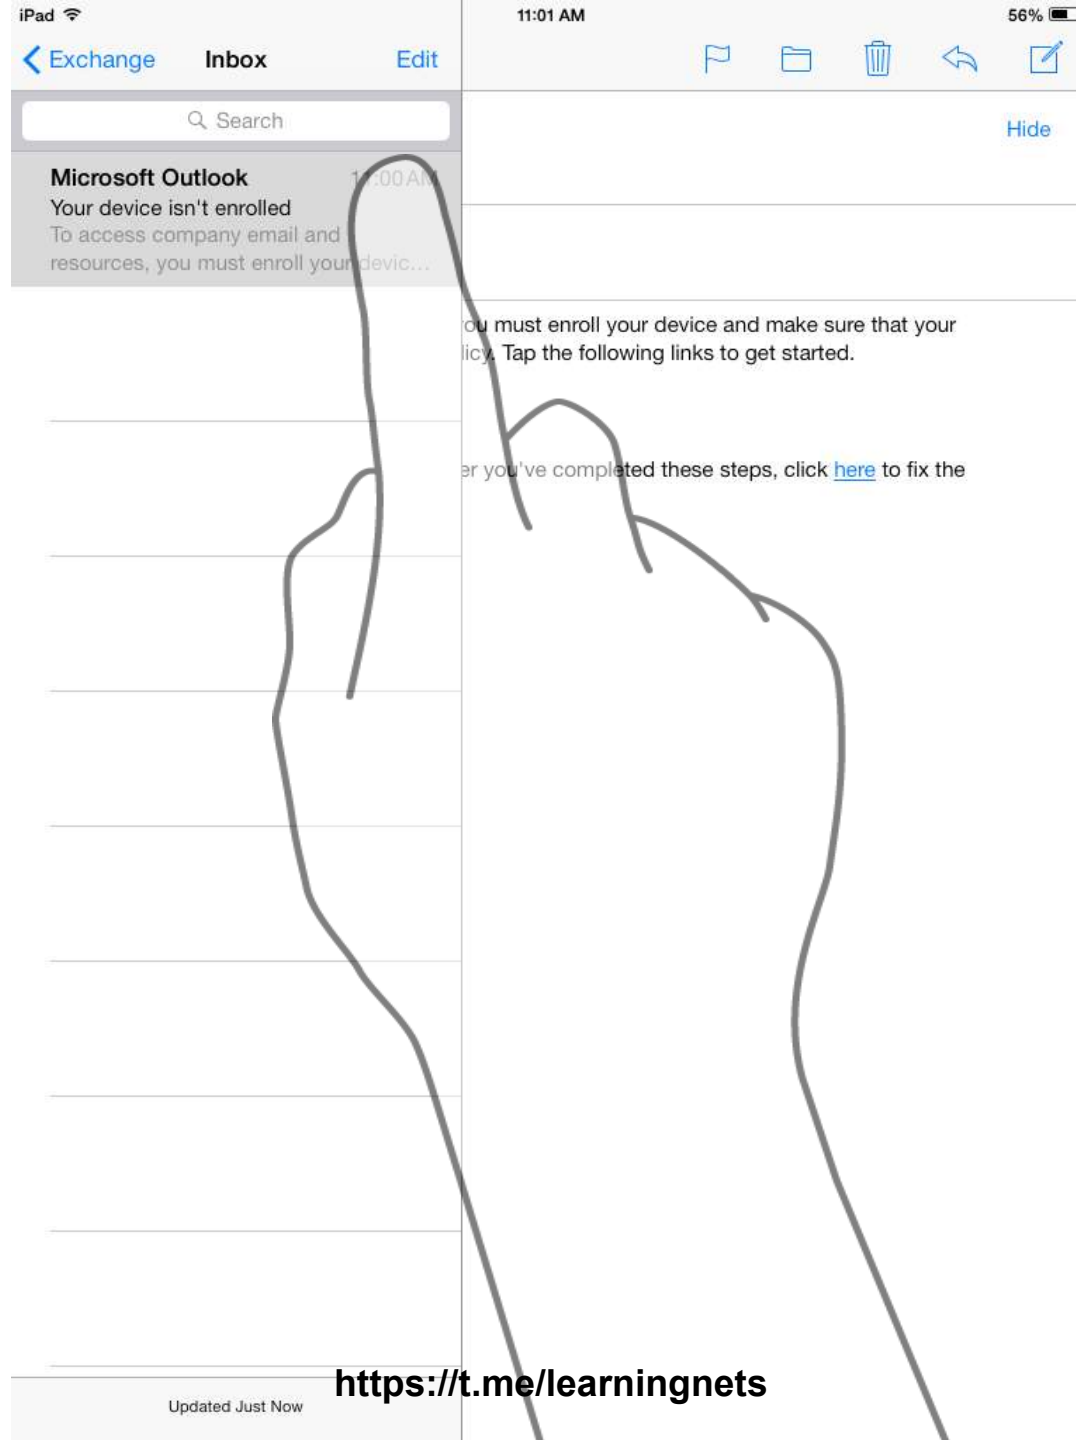 iPad
11:01 AM
56%
Exchange
Inbox
Edit
Search
Hide
Microsoft Outlook
11:00 AM
Your device isn't enrolled
To access company email and
resources, you must enroll your devic...
ou must enroll your device and make sure that your
licy. Tap the following links to get started.
er you've completed these steps, click here to fix the
https://t.me/learningnets
Updated Just Now